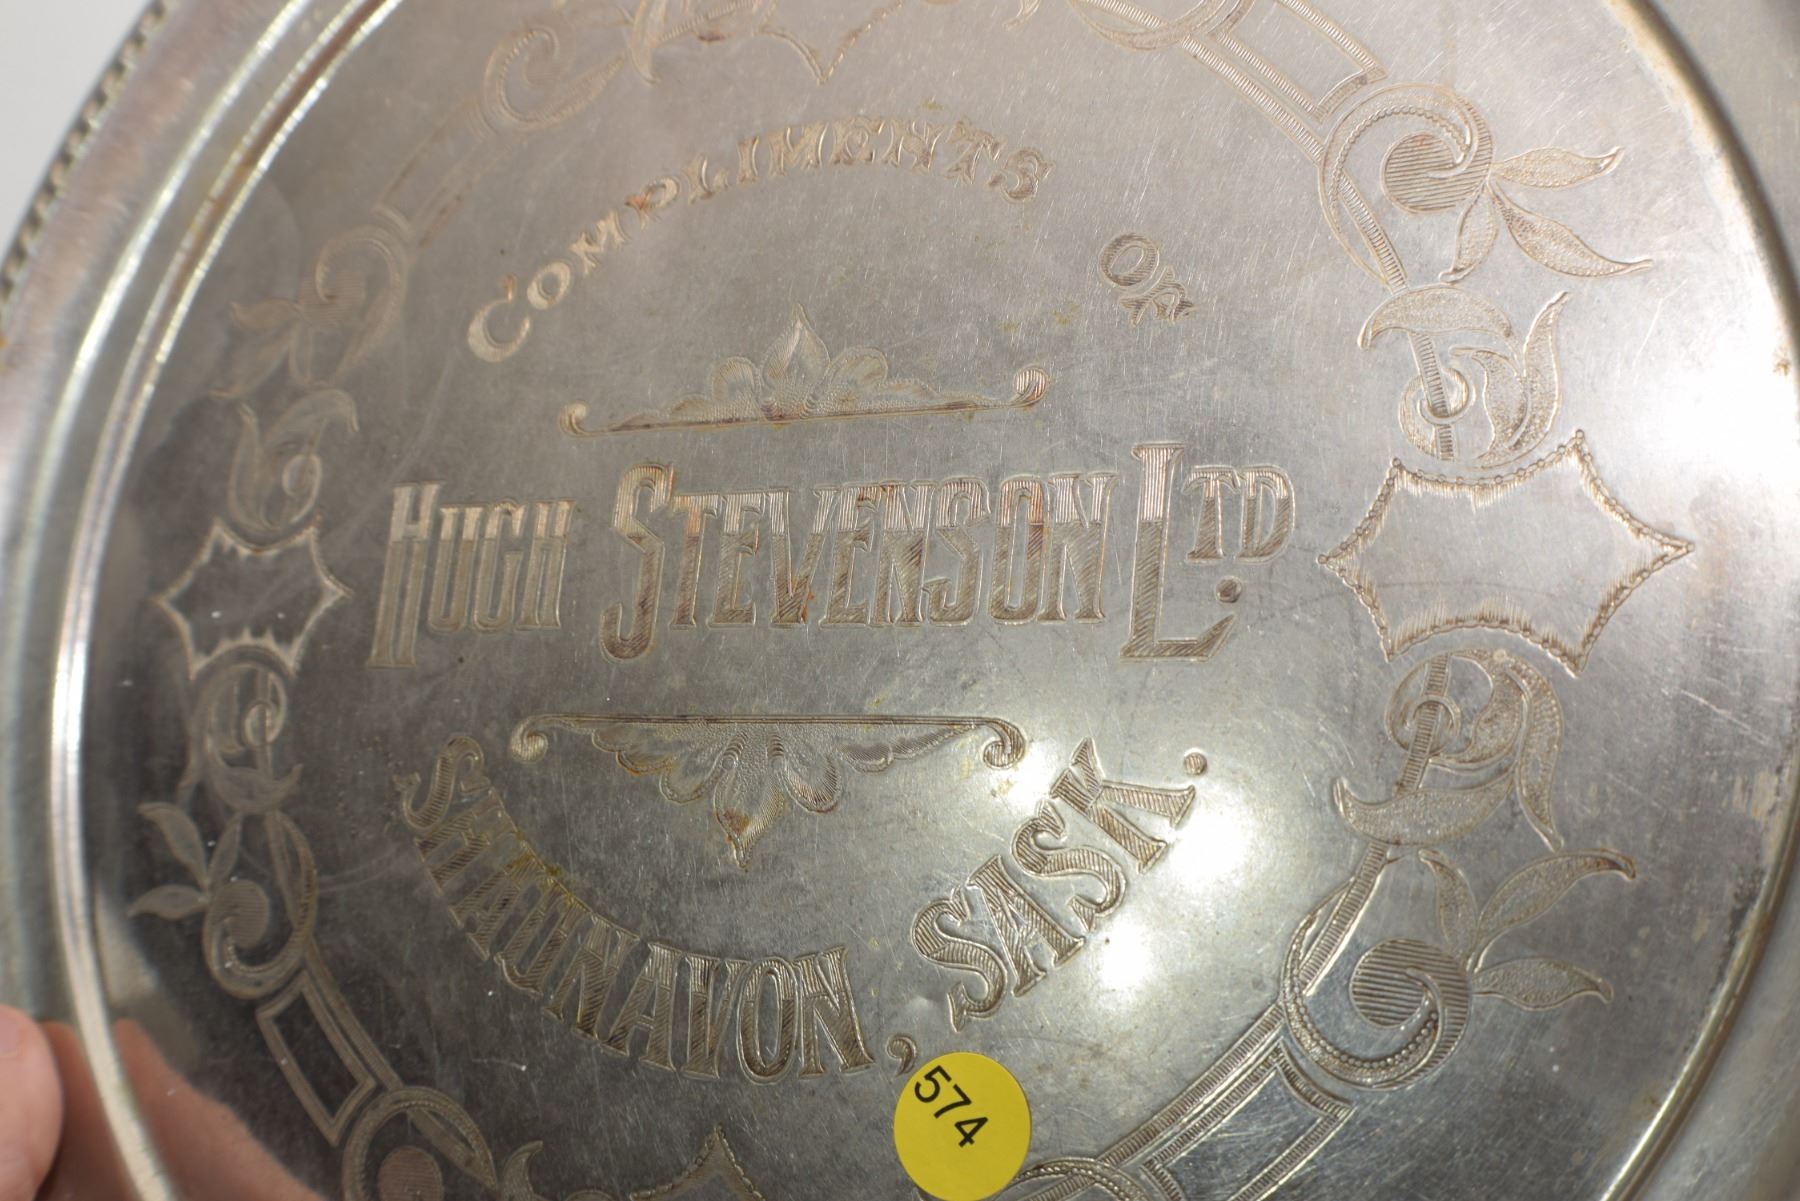 COMPLIMENTS OF
HUGH STEVENSON LTD.
SHAUNAVON, SASK.
574